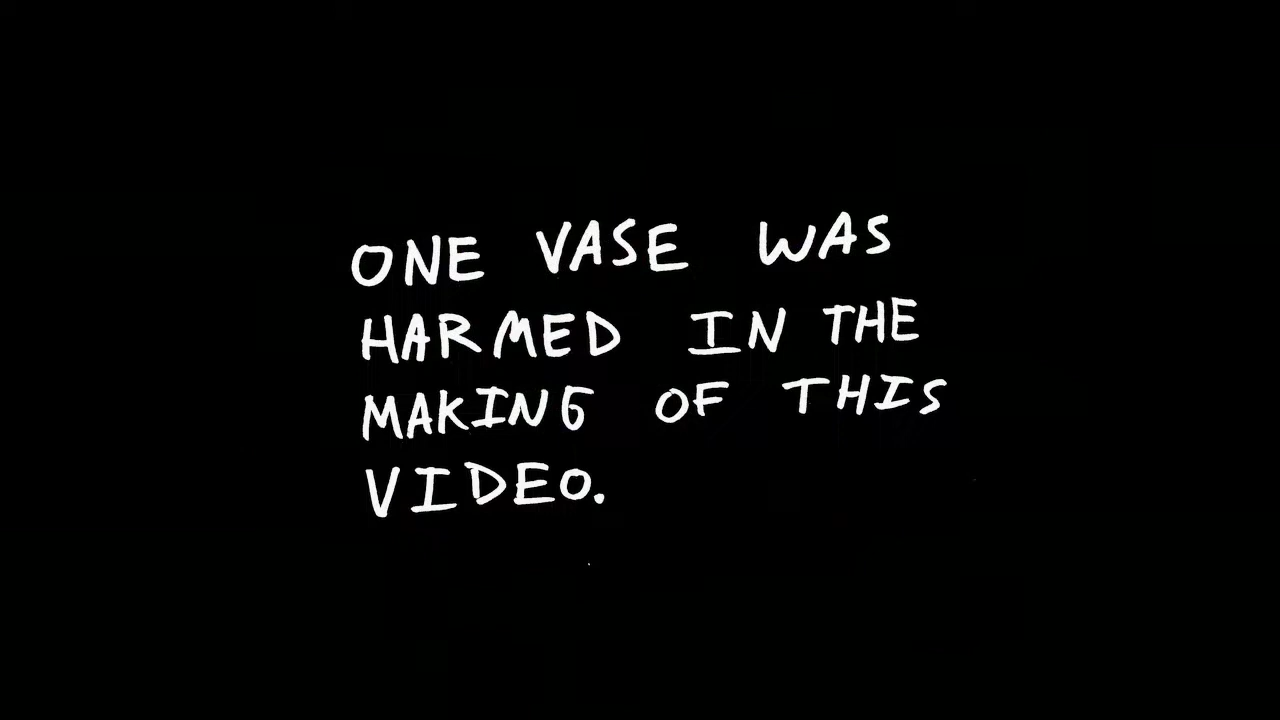 ONE VASE WAS
HARMED IN THE
MAKING OF THIS
VIDEO.